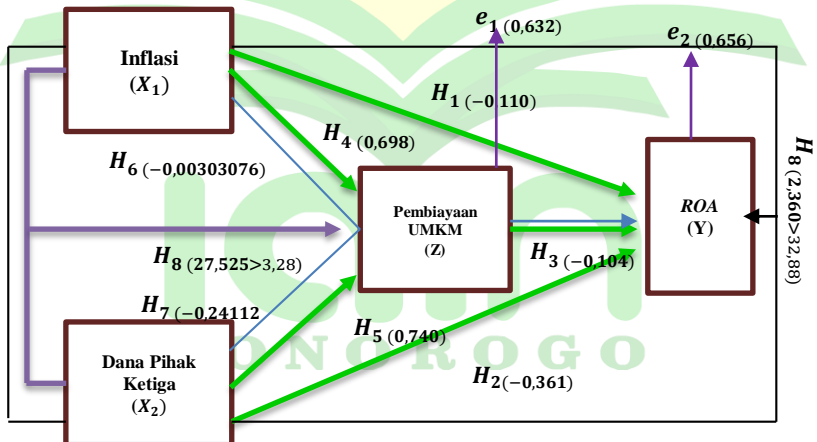 e1 (0,632)
e2 (0,656)
Inflasi
(X1)
H1 (−0,110)
H4 (0,698)
H6 (−0,00303076)
H8 (2,360>32,88)
Pembiayaan
UMKM
(Z)
ROA
(Y)
H8 (27,525>3,28)
H3 (−0,104)
H7 (−0,24112
H5 (0,740)
ONOROGO
Dana Pihak
Ketiga
(X2)
H2(−0,361)